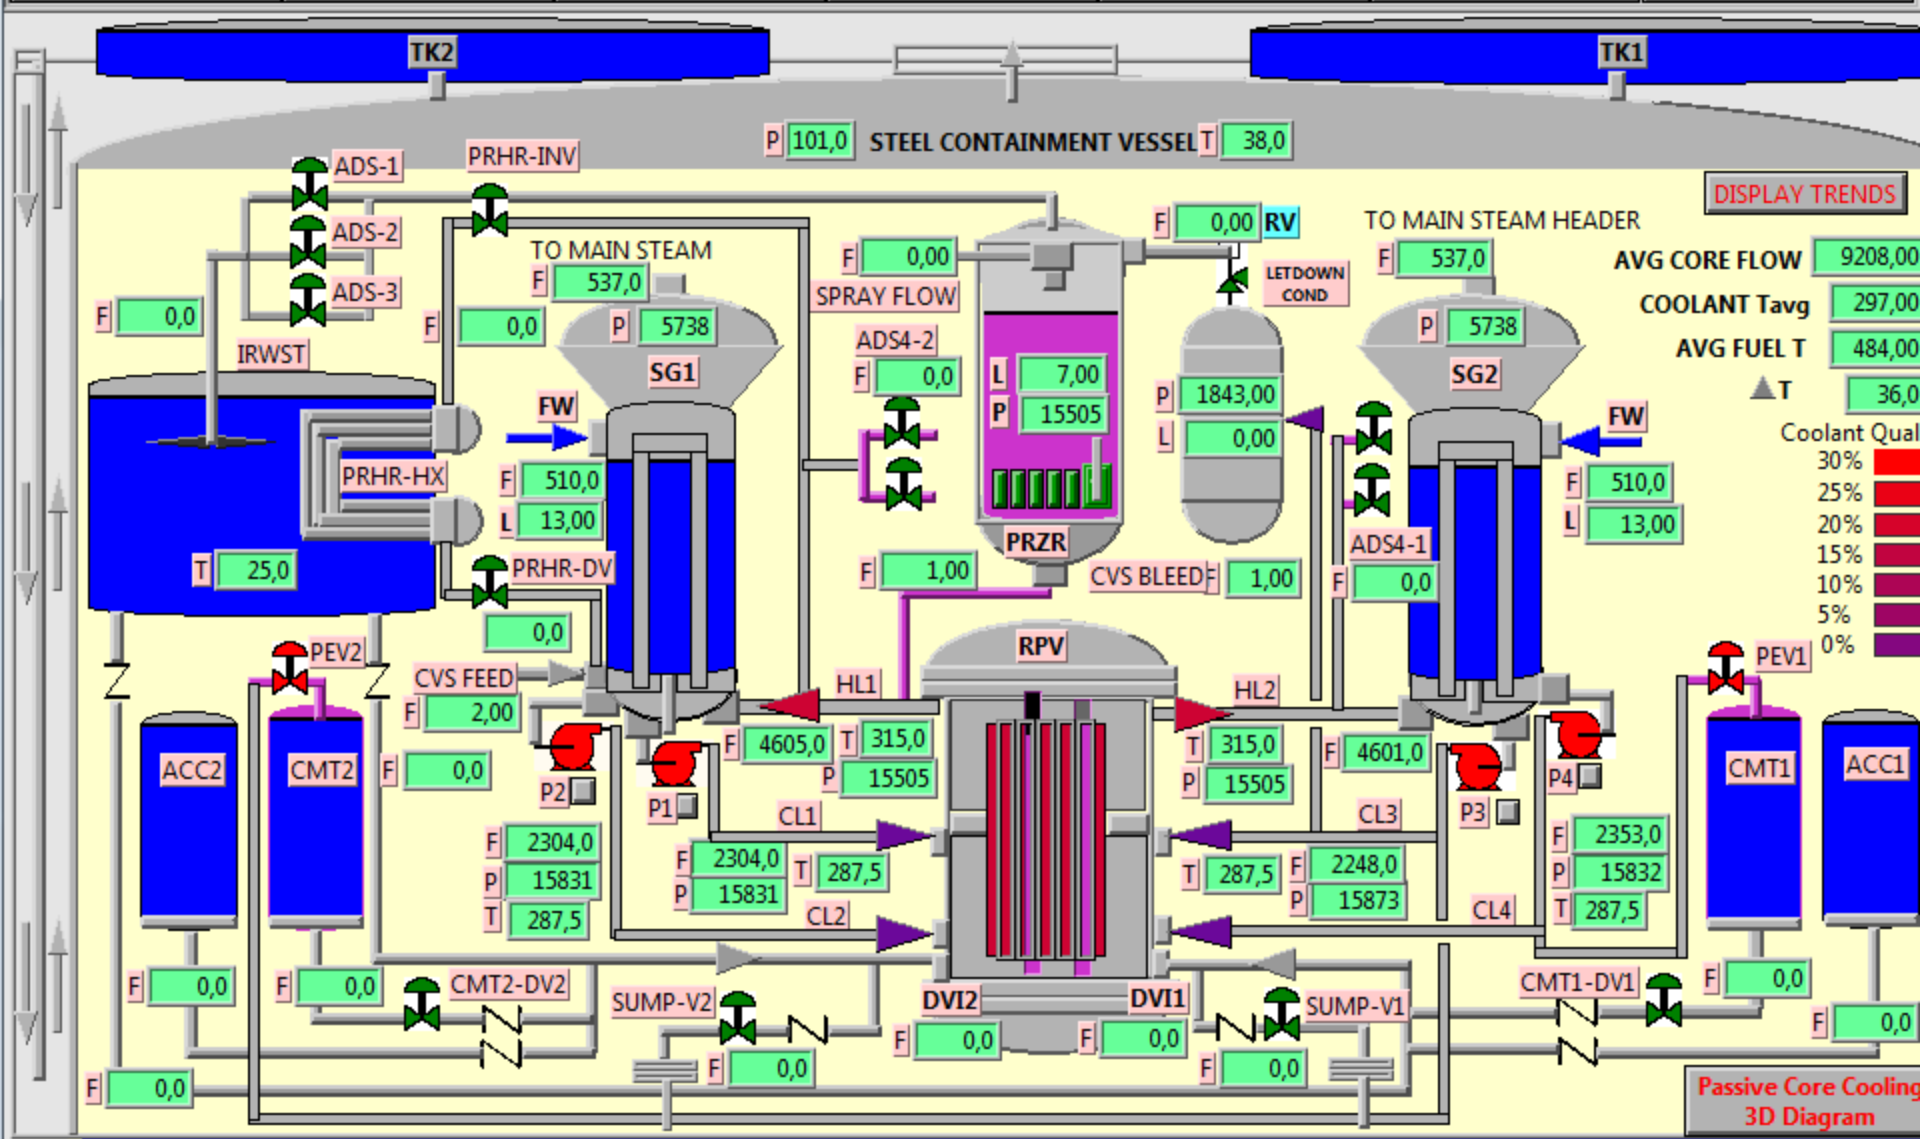 TK2
TK1
P 101,0 STEEL CONTAINMENT VESSEL T 38,0
ADS-1
PRHR-INV
DISPLAY TRENDS
ADS-2
F 0,00 RV
TO MAIN STEAM HEADER
TO MAIN STEAM
F 0,00
F 537,0
AVG CORE FLOW 9208,00
F 537,0
LETDOWN
COND
ADS-3
SPRAY FLOW
COOLANT Tavg 297,00
F 0,0
F 0,0
P 5738
P 5738
ADS4-2
AVG FUEL T 484,00
IRWST
SG1
F 0,0
L 7,00
SG2
T 36,0
P 1843,00
FW
P 15505
FW
L 0,00
Coolant Qual
30%
PRHR-HX
F 510,0
F 510,0
25%
L 13,00
L 13,00
20%
PRZR
ADS4-1
15%
T 25,0
PRHR-DV
F 1,00
CVS BLEED F 1,00
F 0,0
10%
5%
0,0
RPV
0%
PEV2
PEV1
CVS FEED
HL1
HL2
F 2,00
F 4605,0
T 315,0
T 315,0
F 4601,0
ACC2
CMT2
F 0,0
P 15505
P 15505
CMT1
ACC1
P2
P1
P3
P4
CL1
CL3
F 2304,0
F 2304,0
T 287,5
T 287,5
F 2248,0
F 2353,0
P 15831
P 15831
P 15873
P 15832
T 287,5
CL2
CL4
T 287,5
F 0,0
F 0,0
CMT2-DV2
SUMP-V2
DVI2
DVI1
SUMP-V1
CMT1-DV1
F 0,0
F 0,0
F 0,0
F 0,0
F 0,0
F 0,0
F 0,0
Passive Core Cooling
3D Diagram